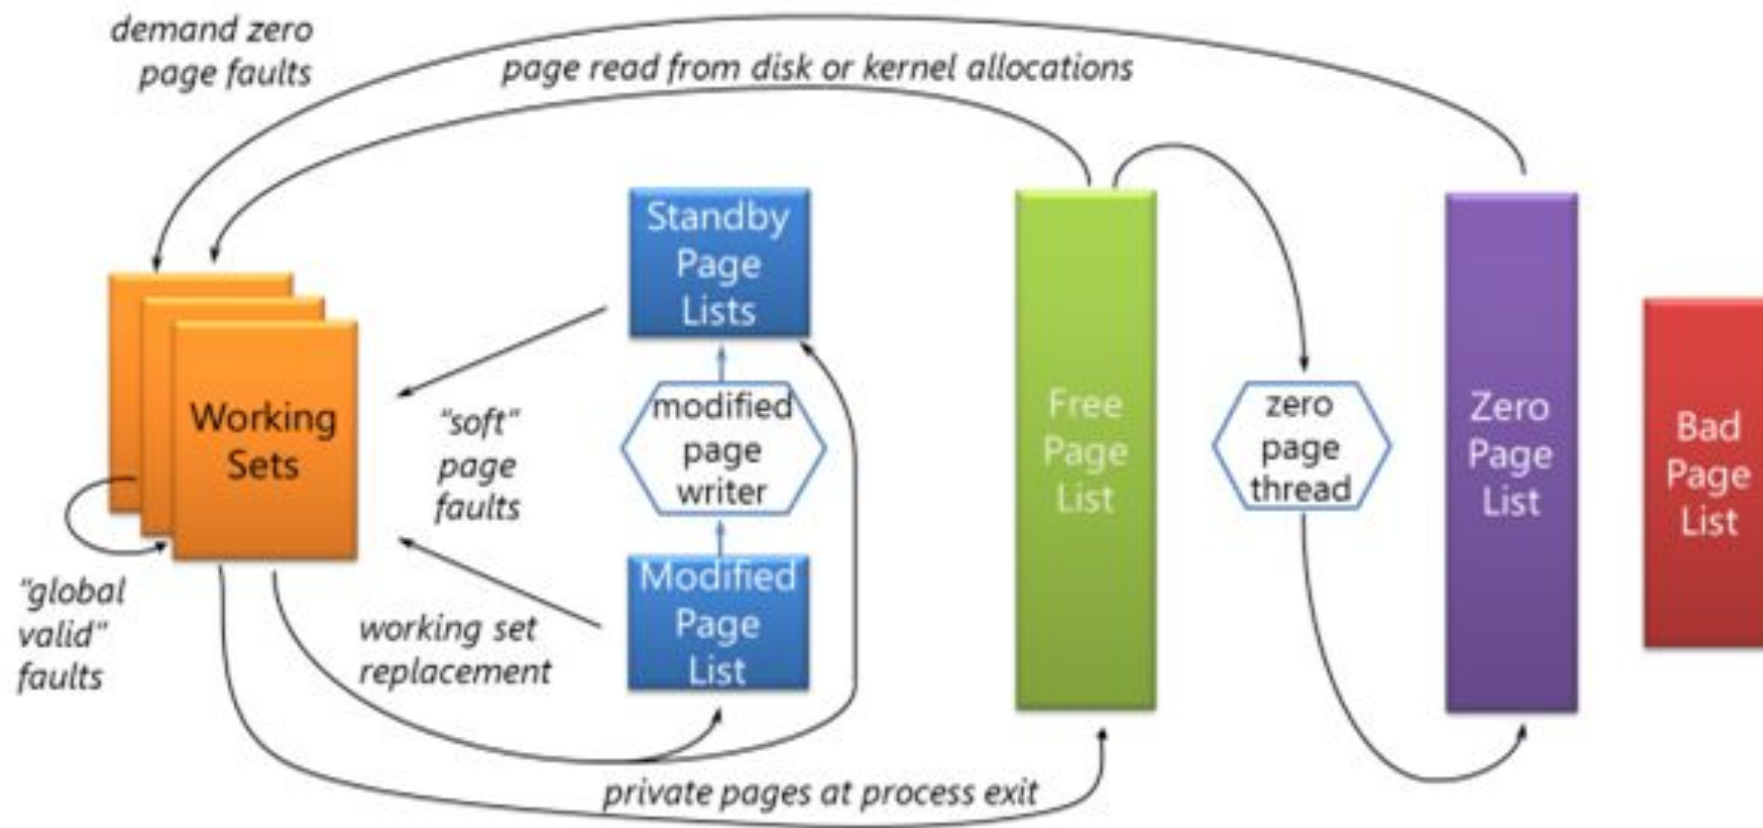 demand zero
page faults
page read from disk or kernel allocations
Standby
Page
Lists
Working
Sets
"soft"
page
faults
modified
page
writer
Free
Page
List
zero
page
thread
Zero
Page
List
Bad
Page
List
"global
valid"
faults
working set
replacement
Modified
Page
List
private pages at process exit